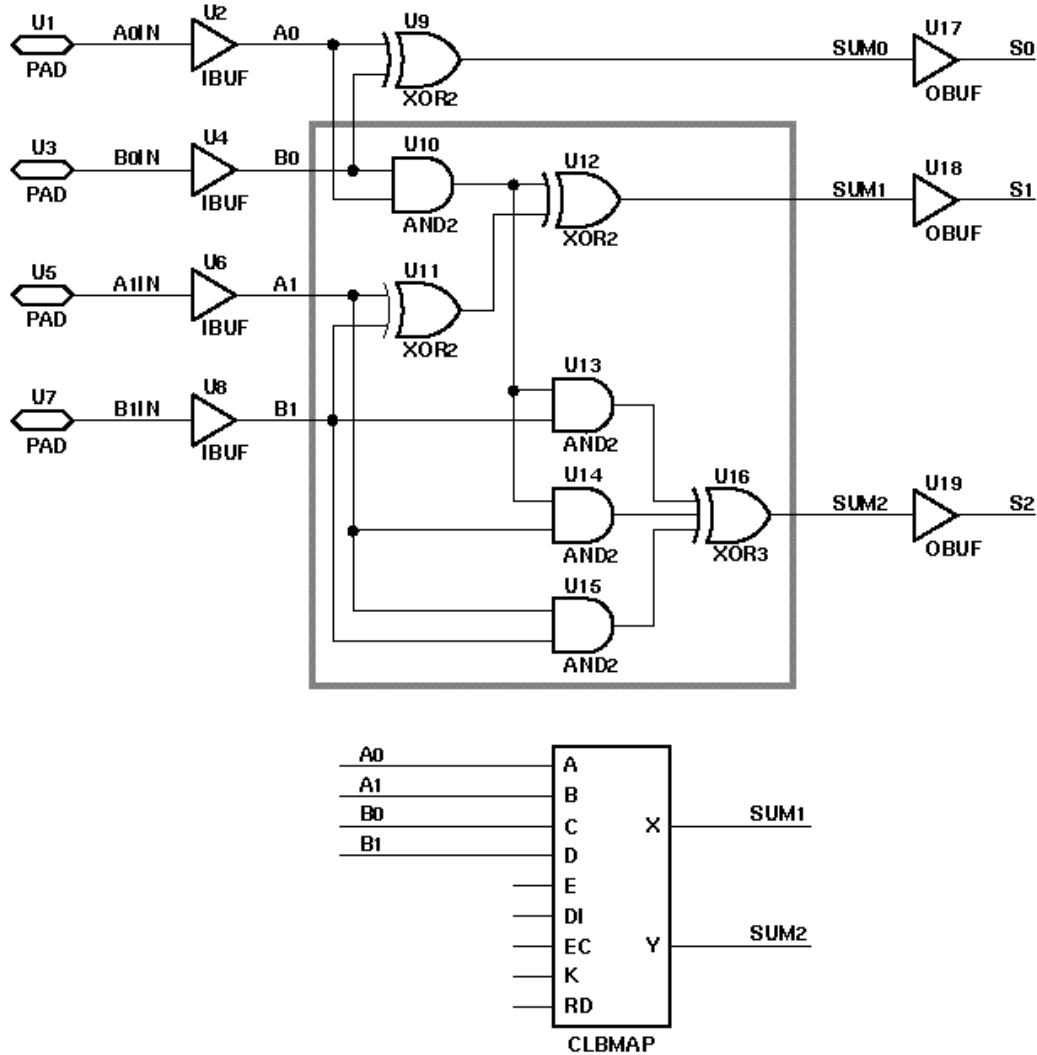 U1 A0IN U2 A0 U9 SUM0 U17 S0
PAD IBUF XOR2 OBUF
U3 B0IN U4 B0 U10 U12 SUM1 U18 S1
PAD IBUF AND2 XOR2 OBUF
U5 A1IN U6 A1 U11
PAD IBUF XOR2
U7 B1IN U8 B1 U13
PAD IBUF AND2
U14 U16 SUM2 U19 S2
AND2 XOR3 OBUF
U15
AND2
A0 A
A1 B
B0 C X SUM1
B1 D
E
DI
EC Y SUM2
K
RD
CLBMAP